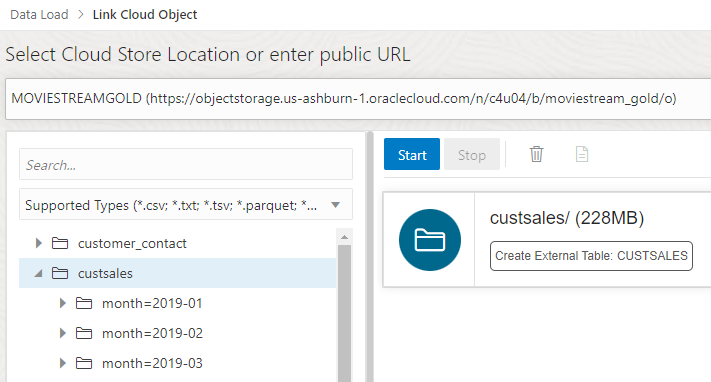 Data Load > Link Cloud Object
Select Cloud Store Location or enter public URL
MOVIESTREAMGOLD (https://objectstorage.us-ashburn-1.oraclecloud.com/n/c4u04/b/moviestream_gold/o)
Search...
Supported Types (*.csv; *.txt; *.tsv; *.parquet; *...
customer_contact
custsales
month=2019-01
month=2019-02
month=2019-03
Start
Stop
custsales/ (228MB)
Create External Table: CUSTSALES